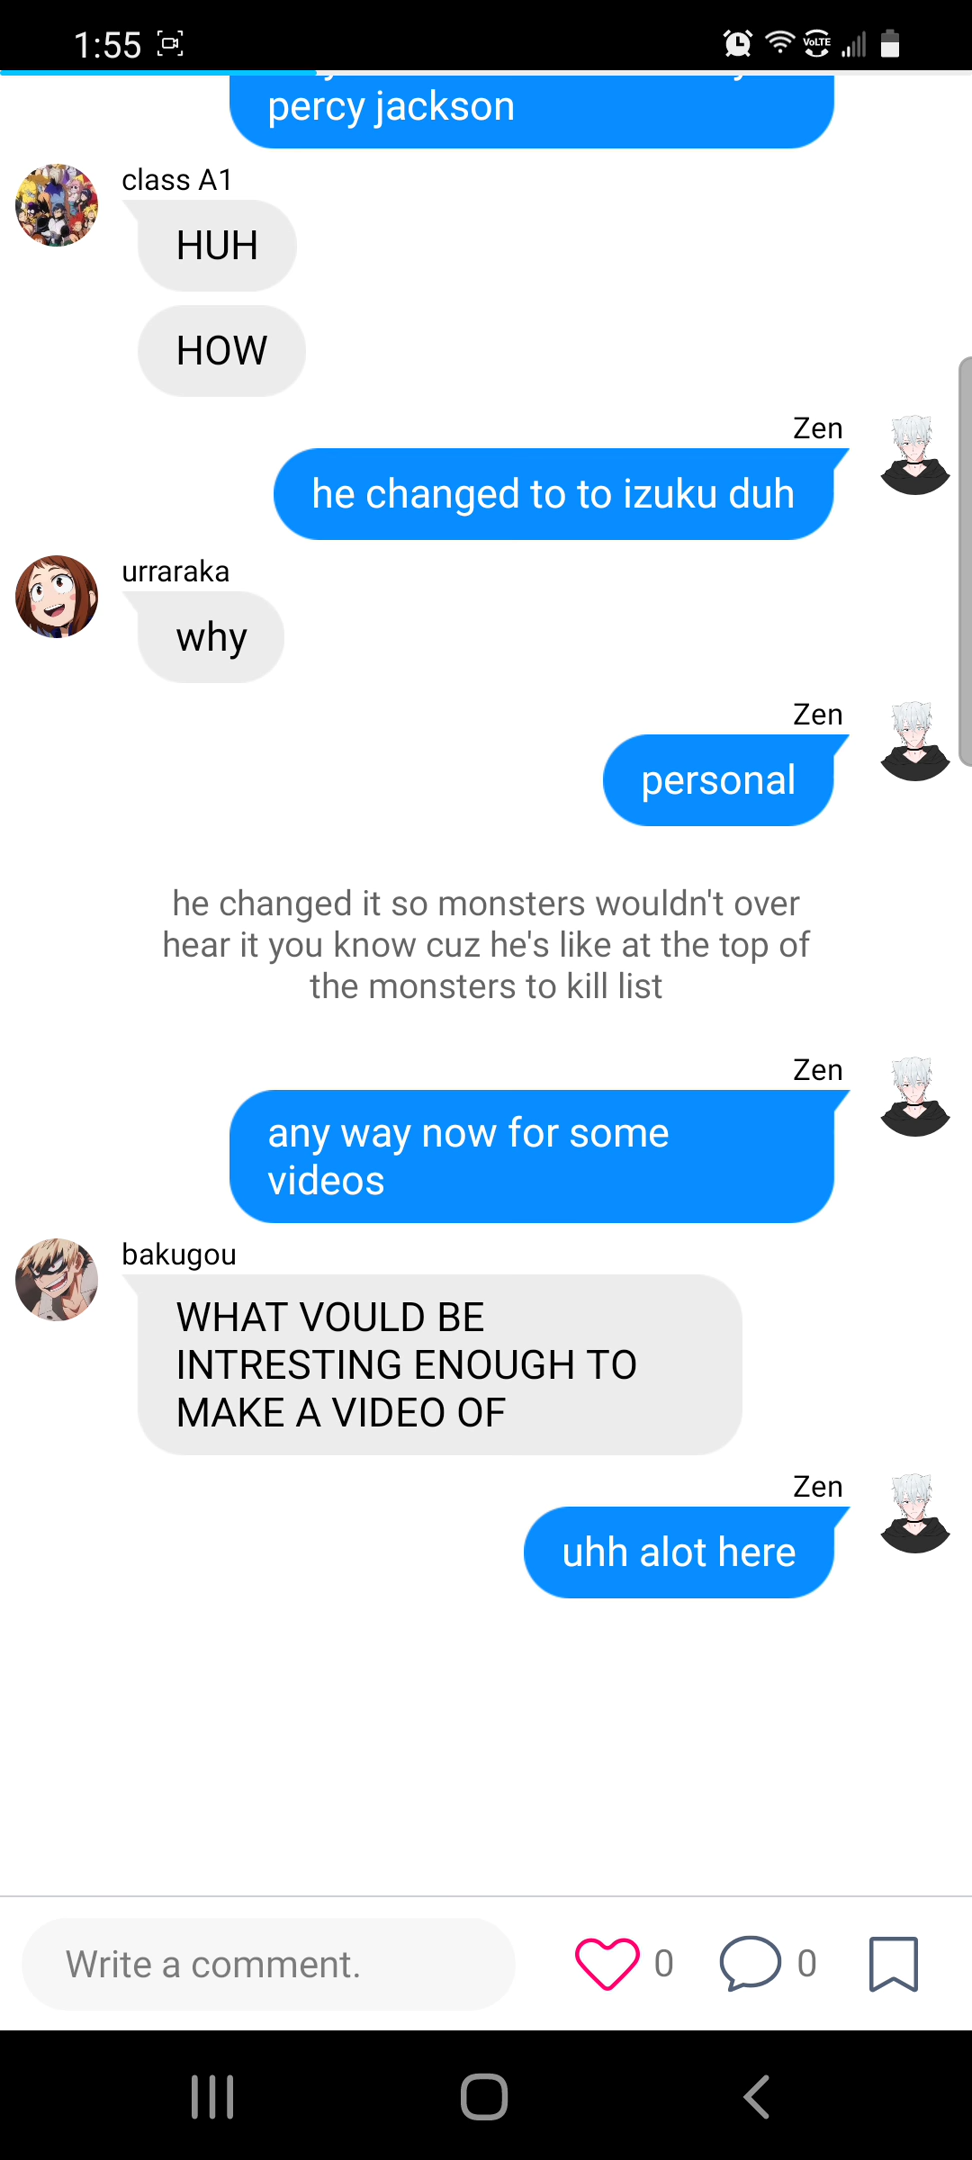 1:55
VoLTE
percy jackson
class A1
HUH
HOW
Zen
he changed to to izuku duh
urraraka
why
Zen
personal
he changed it so monsters wouldn't over
hear it you know cuz he's like at the top of
the monsters to kill list
Zen
any way now for some
videos
bakugou
WHAT VOULD BE
INTRESTING ENOUGH TO
MAKE A VIDEO OF
Zen
uhh alot here
Write a comment.
0
0